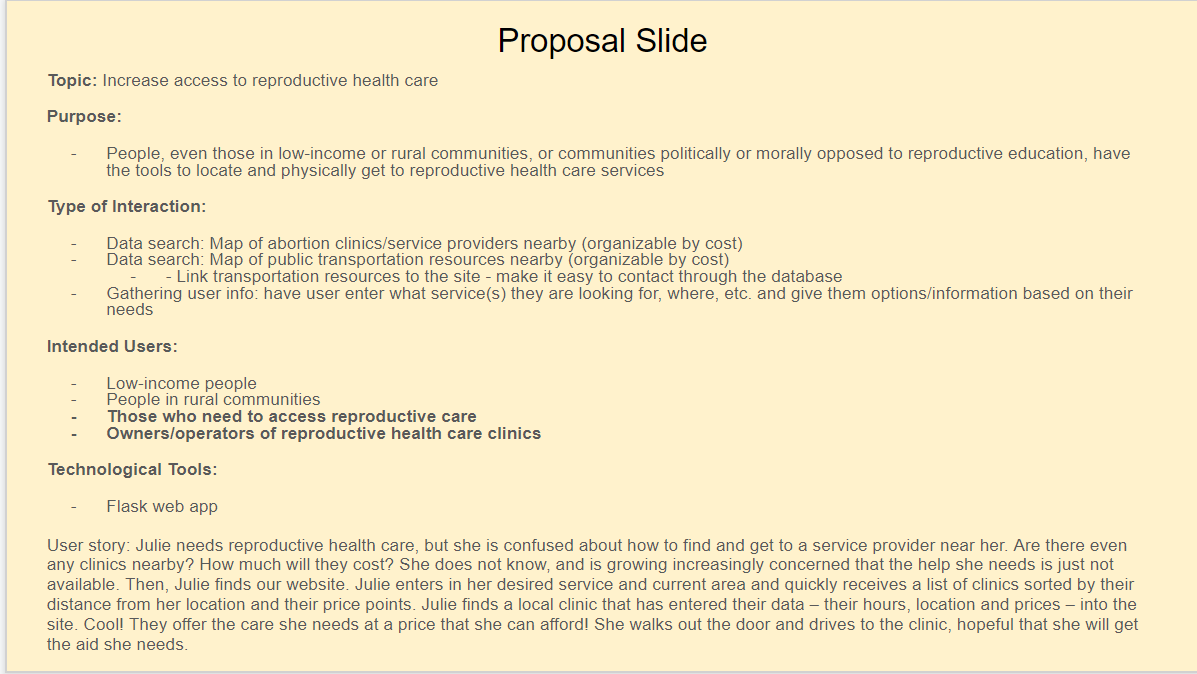 Proposal Slide
Topic: Increase access to reproductive health care
Purpose:
- People, even those in low-income or rural communities, or communities politically or morally opposed to reproductive education, have
the tools to locate and physically get to reproductive health care services
Type of Interaction:
- Data search: Map of abortion clinics/service providers nearby (organizable by cost)
- Data search: Map of public transportation resources nearby (organizable by cost)
- - Link transportation resources to the site - make it easy to contact through the database
- Gathering user info: have user enter what service(s) they are looking for, where, etc. and give them options/information based on their
needs
Intended Users:
- Low-income people
- People in rural communities
- Those who need to access reproductive care
- Owners/operators of reproductive health care clinics
Technological Tools:
- Flask web app
User story: Julie needs reproductive health care, but she is confused about how to find and get to a service provider near her. Are there even
any clinics nearby? How much will they cost? She does not know, and is growing increasingly concerned that the help she needs is just not
available. Then, Julie finds our website. Julie enters in her desired service and current area and quickly receives a list of clinics sorted by their
distance from her location and their price points. Julie finds a local clinic that has entered their data – their hours, location and prices – into the
site. Cool! They offer the care she needs at a price that she can afford! She walks out the door and drives to the clinic, hopeful that she will get
the aid she needs.